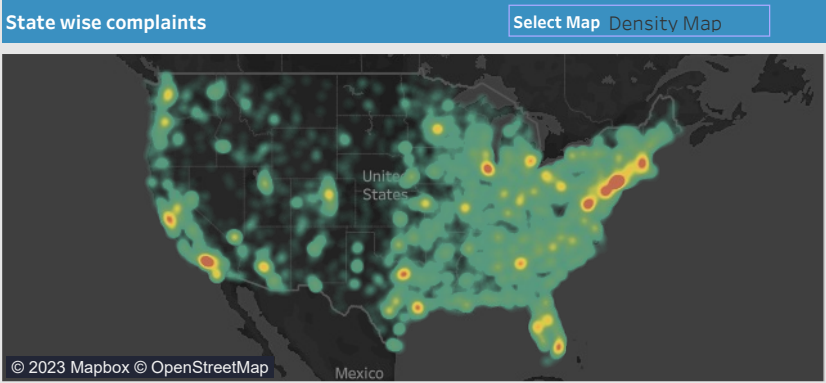 State wise complaints
Select Map Density Map
United
States
© 2023 Mapbox © OpenStreetMap
Mexico